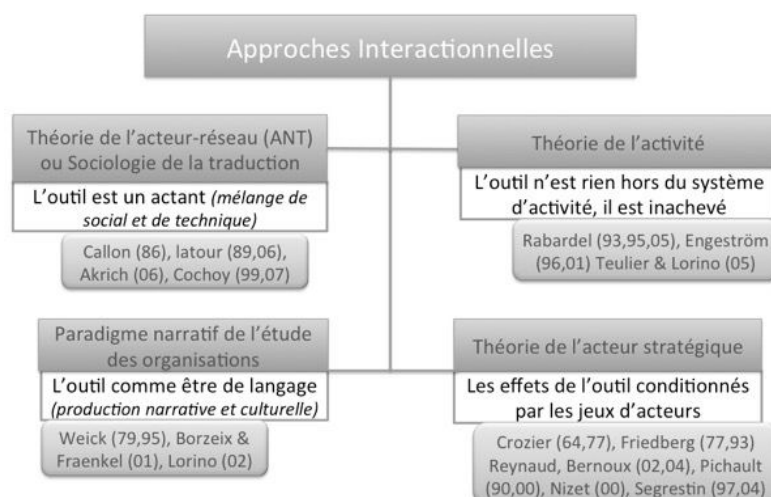 Approches Interactionnelles
Théorie de l'acteur-réseau (ANT)
ou Sociologie de la traduction
L'outil est un actant (mélange de
social et de technique)
Callon (86), latour (89,06),
Akrich (06), Cochoy (99,07)
Théorie de l'activité
L'outil n'est rien hors du système
d'activité, il est inachevé
Rabardel (93,95,05), Engeström
(96,01) Teulier & Lorino (05)
Paradigme narratif de l'étude
des organisations
L'outil comme être de langage
(production narrative et culturelle)
Weick (79,95), Borzeix &
Fraenkel (01), Lorino (02)
Théorie de l'acteur stratégique
Les effets de l'outil conditionnés
par les jeux d'acteurs
Crozier (64,77), Friedberg (77,93)
Reynaud, Bernoux (02,04), Pichault
(90,00), Nizet (00), Segrestin (97,04)